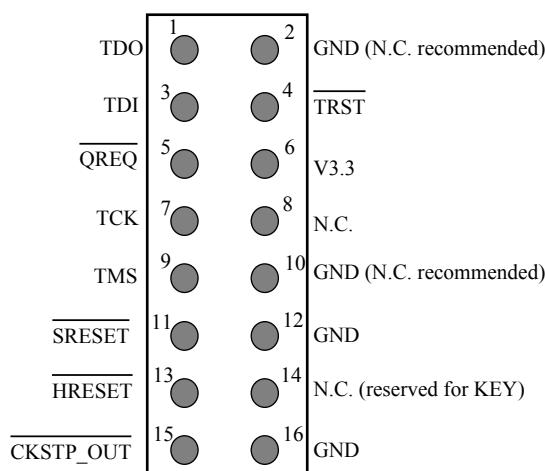 TDO 1 2 GND (N.C. recommended)
TDI 3 4 TRST
QREQ 5 6 V3.3
TCK 7 8 N.C.
TMS 9 10 GND (N.C. recommended)
SRESET 11 12 GND
HRESET 13 14 N.C. (reserved for KEY)
CKSTP_OUT 15 16 GND